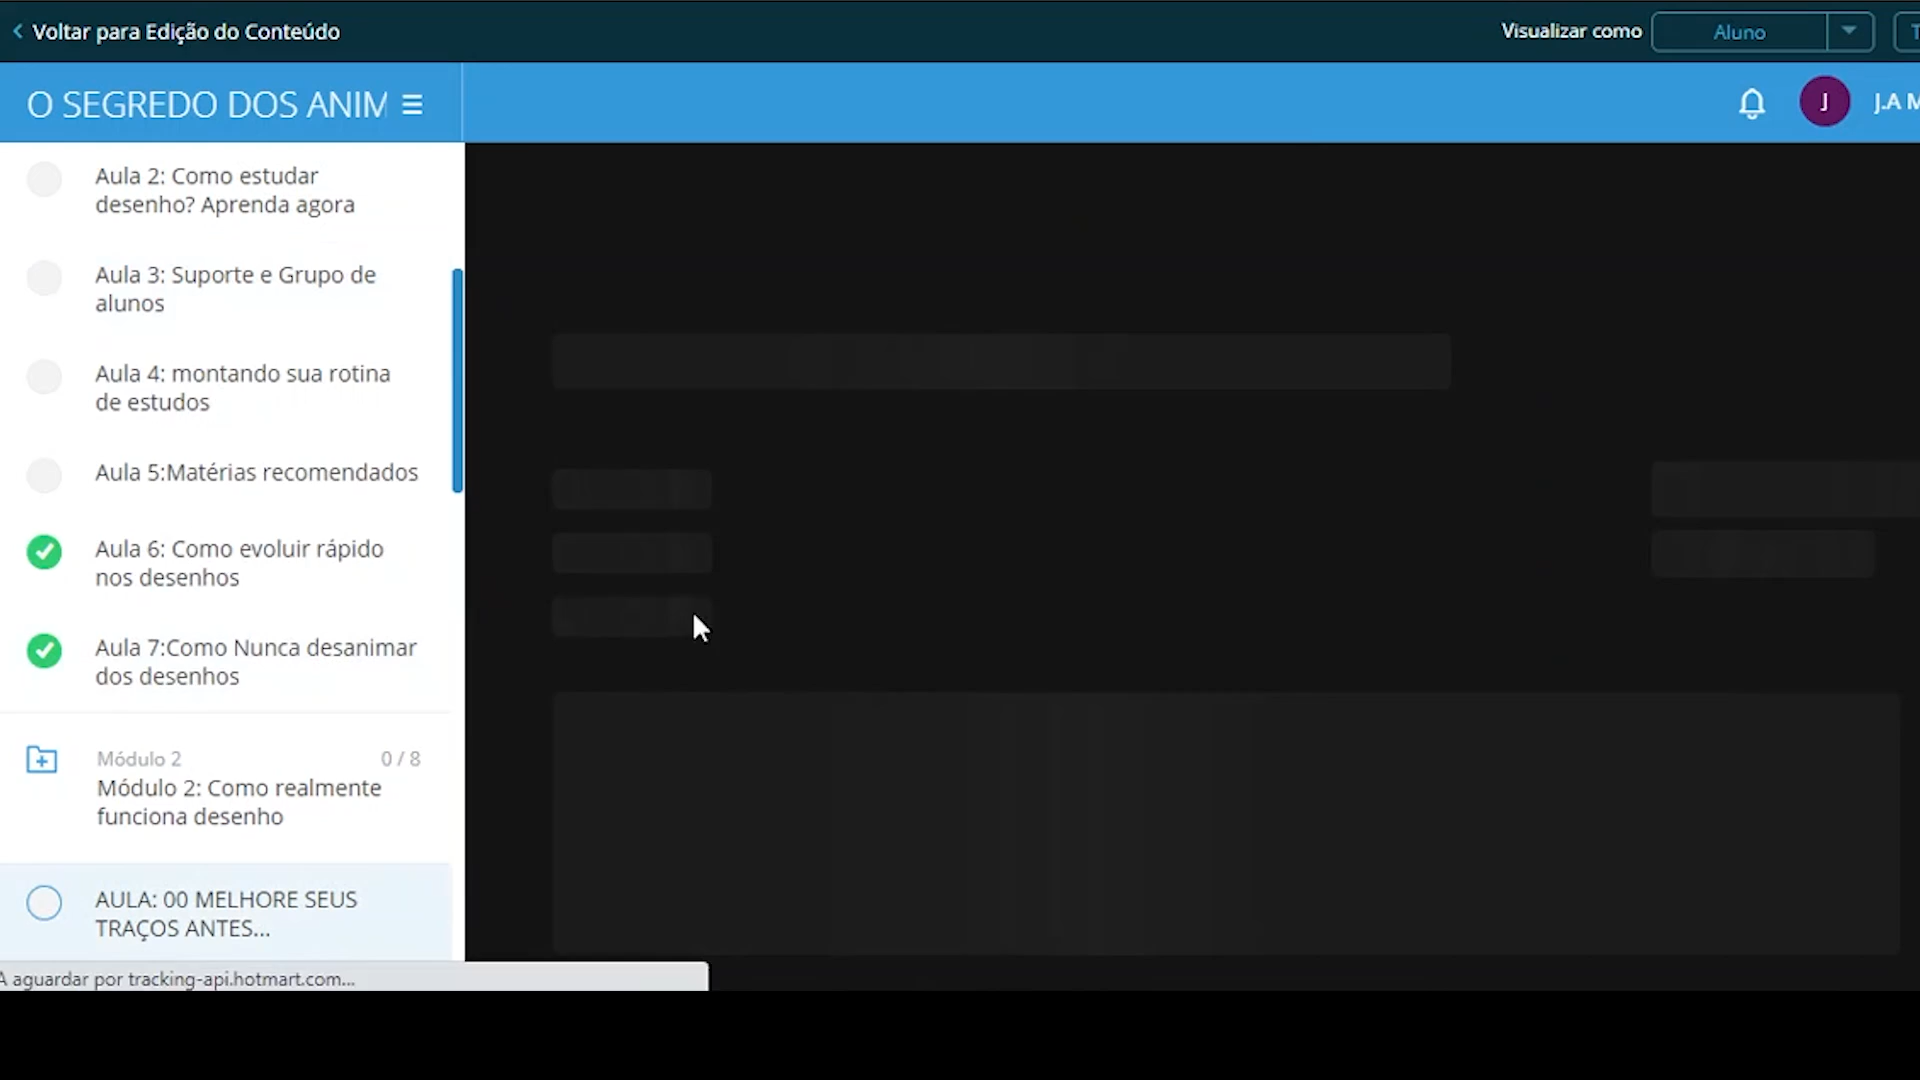 Voltar para Edição do Conteúdo
Visualizar como
Aluno
O SEGREDO DOS ANIM
J
J.A M
Aula 2: Como estudar
desenho? Aprenda agora
Aula 3: Suporte e Grupo de
alunos
Aula 4: montando sua rotina
de estudos
Aula 5:Matérias recomendados
Aula 6: Como evoluir rápido
nos desenhos
Aula 7:Como Nunca desanimar
dos desenhos
Módulo 2
0 / 8
Módulo 2: Como realmente
funciona desenho
AULA: 00 MELHORE SEUS
TRAÇOS ANTES...
A aguardar por tracking-api.hotmart.com...